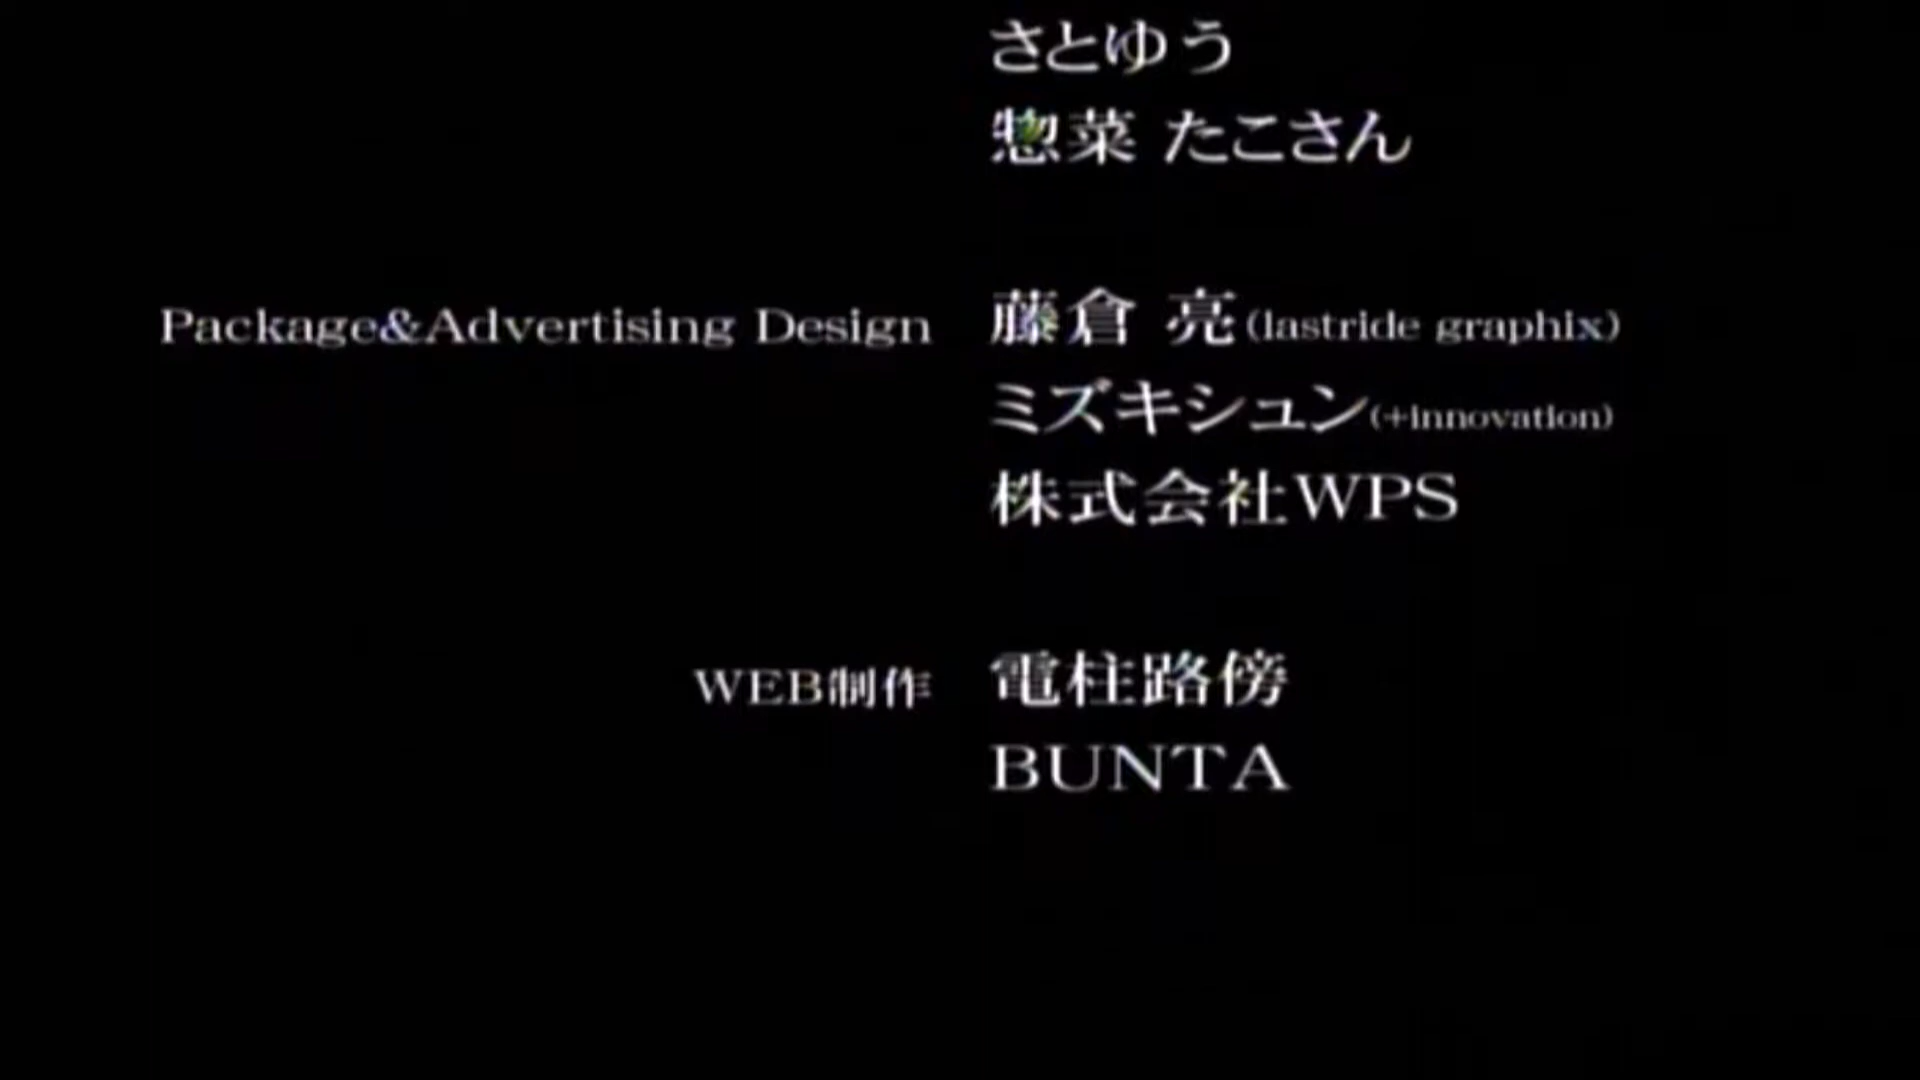 さとゆう
惣菜 たこさん
Package&Advertising Design 藤倉 亮(lastride graphix)
ミズキシュン(+innovation)
株式会社WPS
WEB制作 電柱路傍
BUNTA